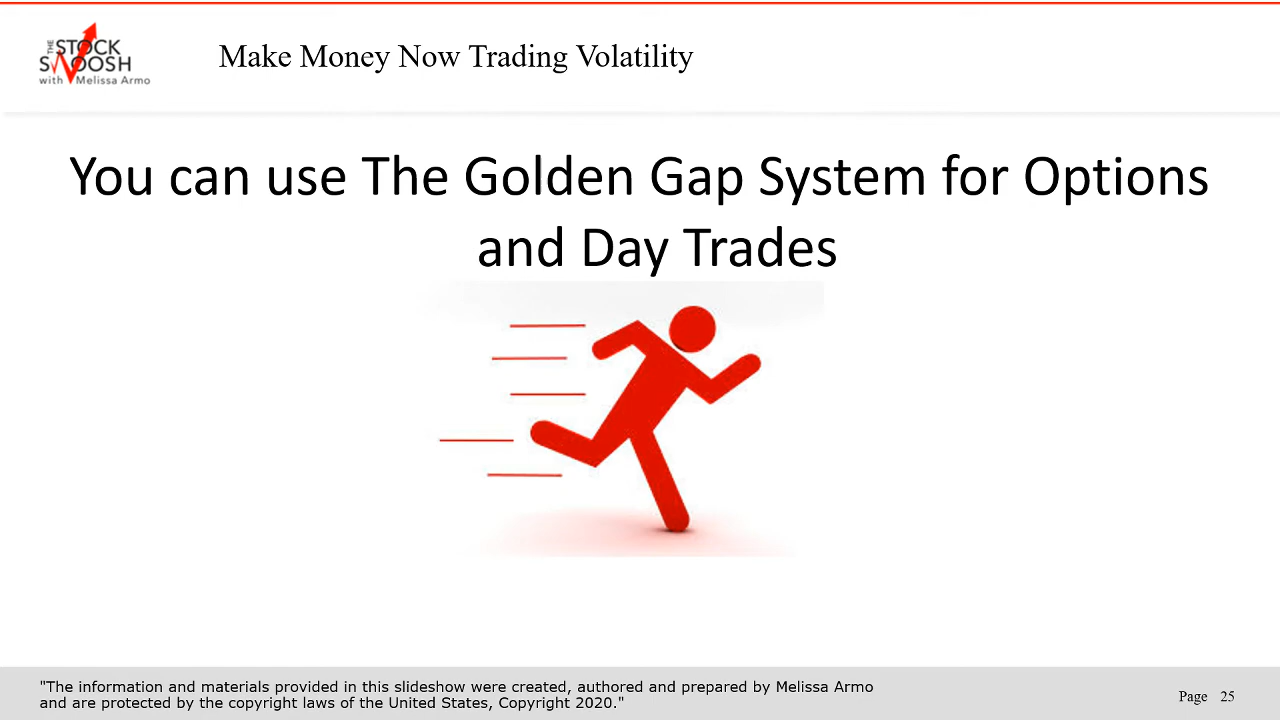 THE STOCK
SWOOSH
with Melissa Armo
Make Money Now Trading Volatility
You can use The Golden Gap System for Options
and Day Trades
"The information and materials provided in this slideshow were created, authored and prepared by Melissa Armo
and are protected by the copyright laws of the United States, Copyright 2020."
Page 25